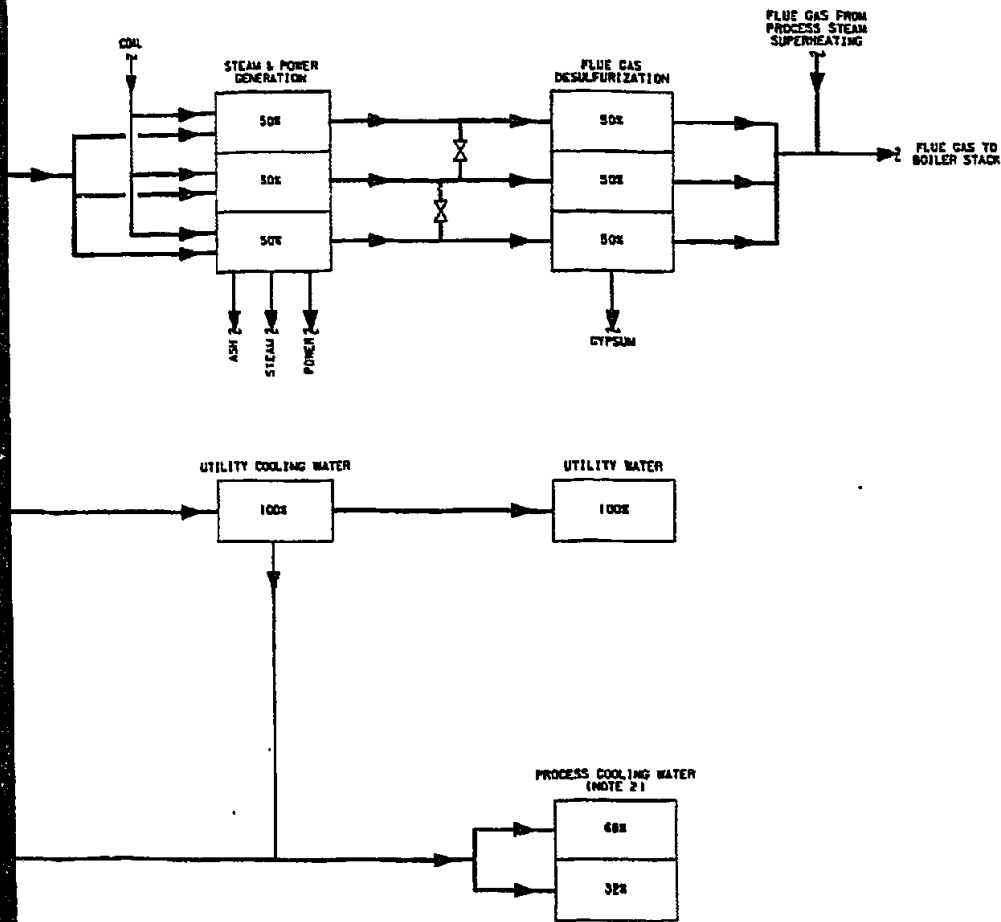 FLUE GAS FROM
PROCESS STEAM
SUPERHEATING
COAL
STEAM & POWER
GENERATION
FLUE GAS
DESULFURIZATION
50%
50%
50%
50%
50%
50%
FLUE GAS TO
BOILER STACK
ASH
STEAM
POWER
GYPSUM
UTILITY COOLING WATER
UTILITY WATER
100%
100%
PROCESS COOLING WATER
(NOTE 2)
68%
32%